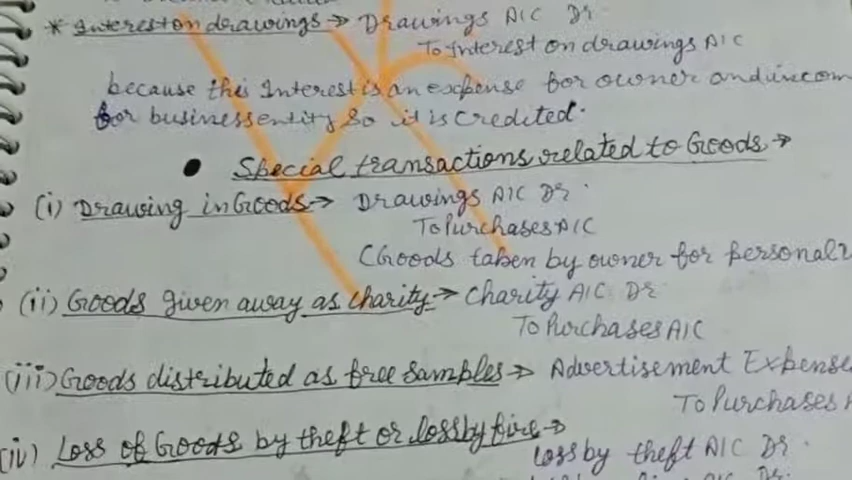 * Interest on drawings → Drawings A/C Dr
To Interest on drawings A/C
because this Interest is an expense for owner and incom
for business entity so it is credited.
• Special transactions related to Goods →
(i) Drawing in Goods → Drawings A/C Dr.
To Purchases A/C
(Goods taken by owner for personal
(ii) Goods given away as charity → Charity A/C Dr
To Purchases A/C
(iii) Goods distributed as free samples → Advertisement Expense
To Purchases A
(iv) Loss of Goods by theft or loss by fire →
Loss by theft A/C Dr.
A/C Dr.